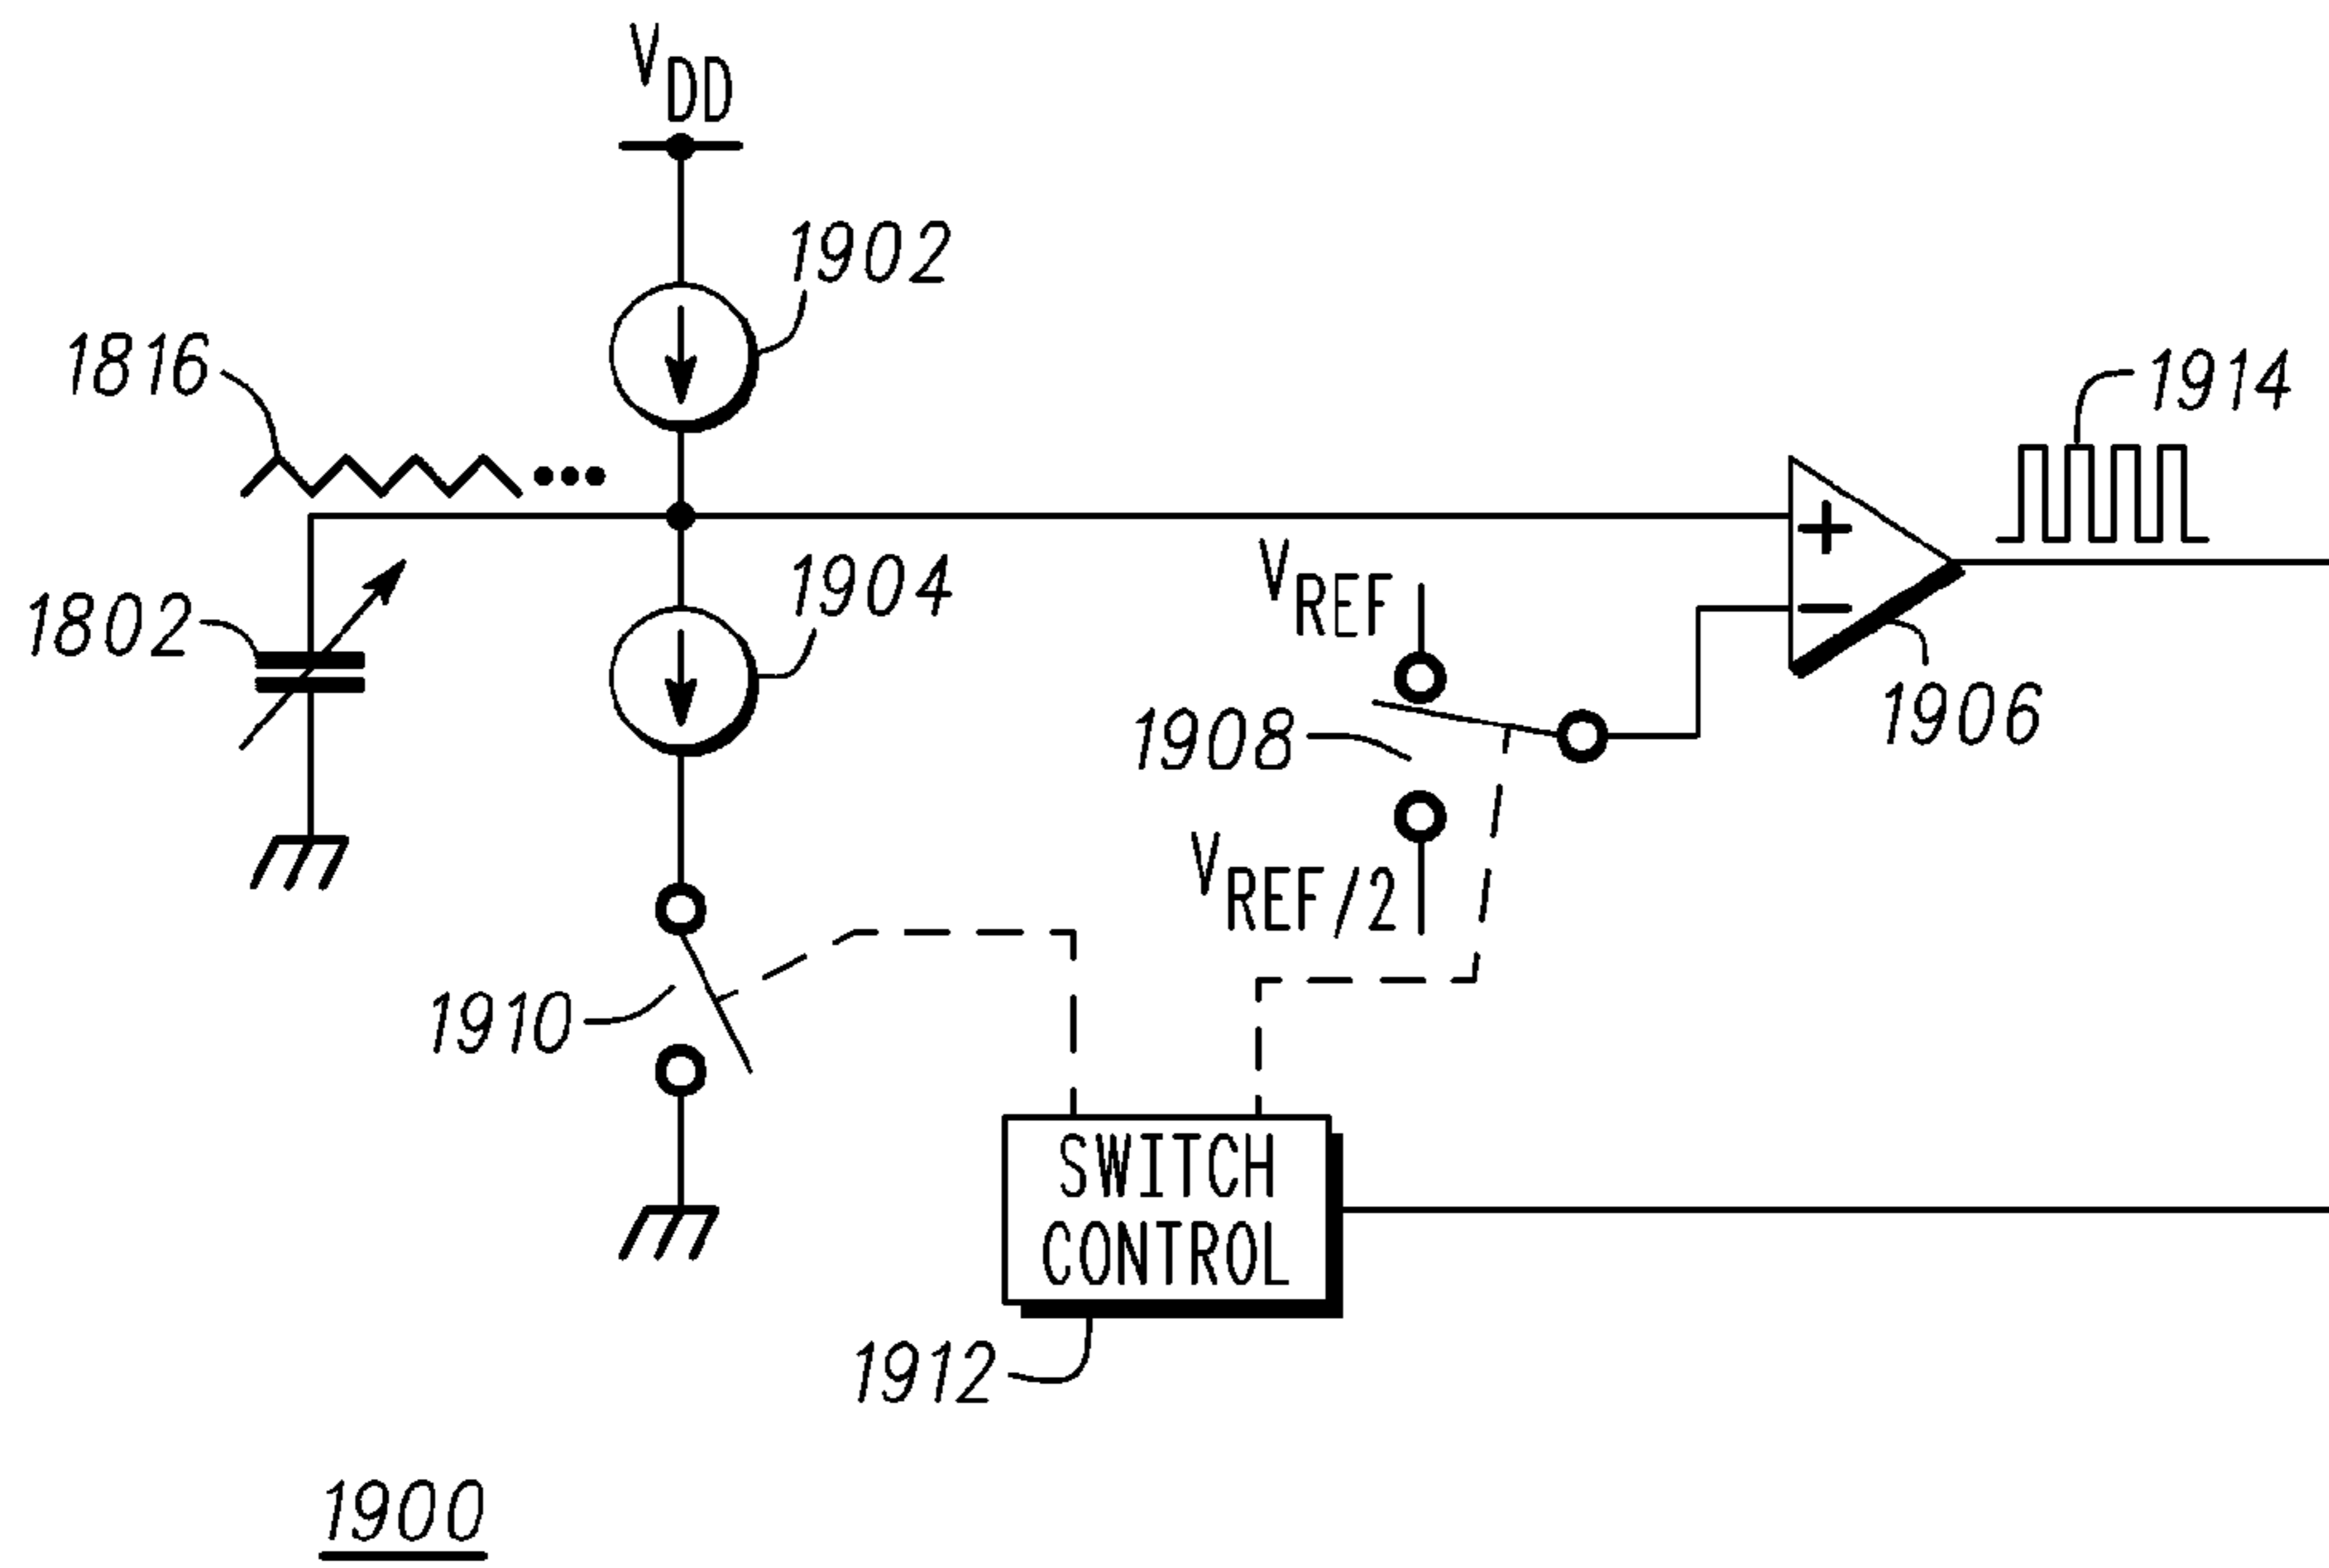 VDD
1902
1816
1914
1904
VREF
1802
+
−
1906
1908
VREF/2
1910
SWITCH
CONTROL
1912
1900